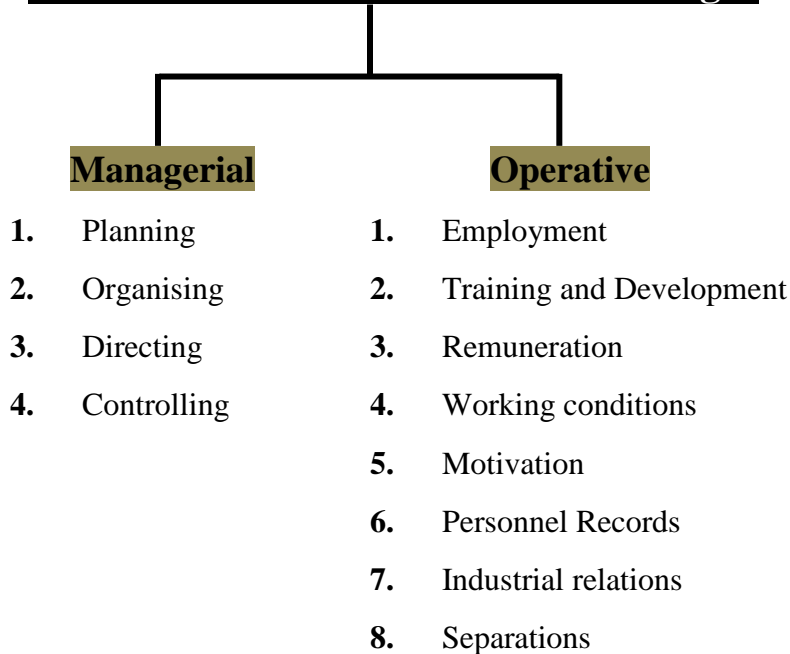 Managerial
1. Planning
2. Organising
3. Directing
4. Controlling
Operative
1. Employment
2. Training and Development
3. Remuneration
4. Working conditions
5. Motivation
6. Personnel Records
7. Industrial relations
8. Separations